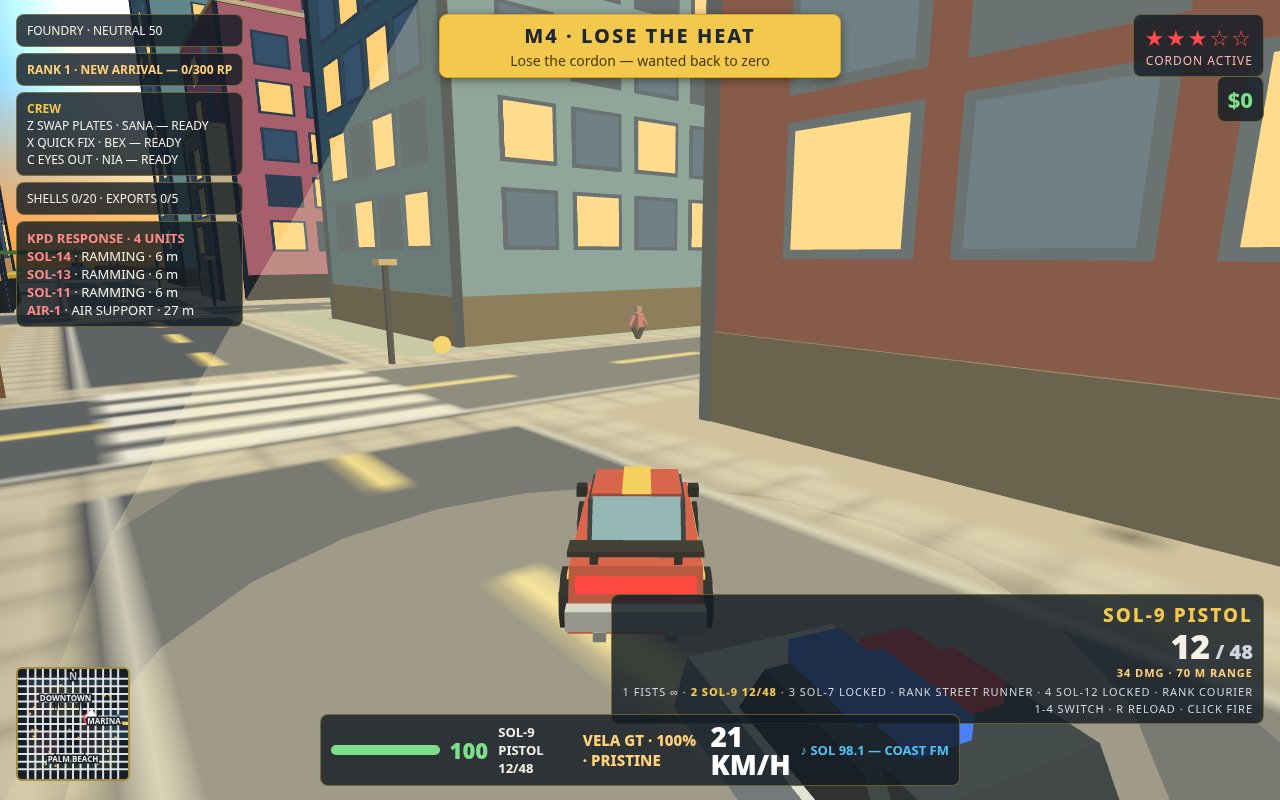 FOUNDRY · NEUTRAL 50
RANK 1 · NEW ARRIVAL — 0/300 RP
CREW
Z SWAP PLATES · SANA — READY
X QUICK FIX · BEX — READY
C EYES OUT · NIA — READY
SHELLS 0/20 · EXPORTS 0/5
KPD RESPONSE · 4 UNITS
SOL-14 · RAMMING · 6 m
SOL-13 · RAMMING · 6 m
SOL-11 · RAMMING · 6 m
AIR-1 · AIR SUPPORT · 27 m
M4 · LOSE THE HEAT
Lose the cordon — wanted back to zero
★★★☆☆
CORDON ACTIVE
$0
SOL-9 PISTOL
12 / 48
34 DMG · 70 M RANGE
1 FISTS ∞ · 2 SOL-9 12/48 · 3 SOL-7 LOCKED · RANK STREET RUNNER · 4 SOL-12 LOCKED · RANK COURIER
1-4 SWITCH · R RELOAD · CLICK FIRE
N
DOWNTOWN
MARINA
PALM BEACH
100
SOL-9
PISTOL
12/48
VELA GT · 100%
· PRISTINE
21
KM/H
♪ SOL 98.1 — COAST FM